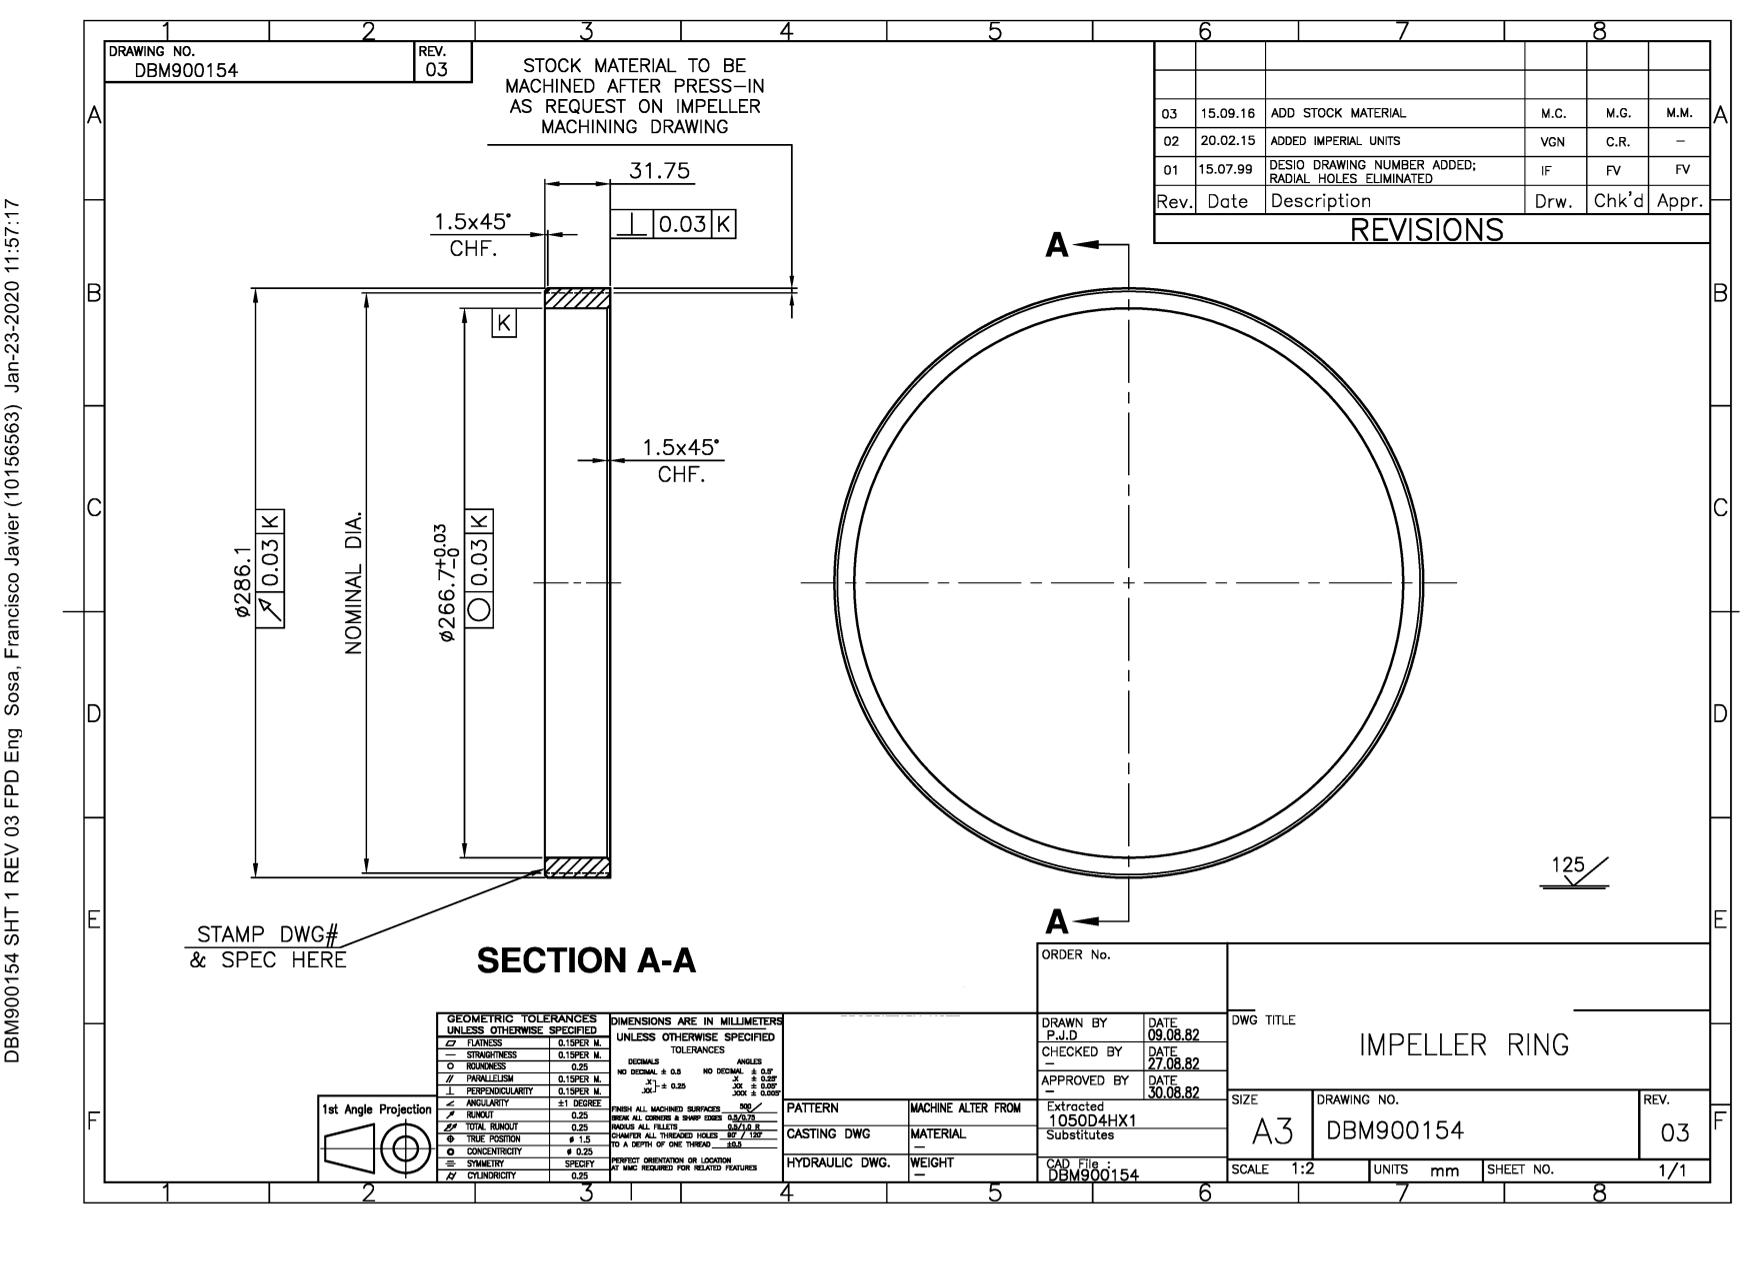 DBM900154 SHT 1 REV 03 FPD Eng  Sosa, Francisco Javier (10156563)  Jan-23-2020 11:57:17
1 2 3 4 5 6 7 8
DRAWING NO.
DBM900154
REV.
03
STOCK MATERIAL TO BE
MACHINED AFTER PRESS-IN
AS REQUEST ON IMPELLER
MACHINING DRAWING
03 15.09.16 ADD STOCK MATERIAL M.C. M.G. M.M.
02 20.02.15 ADDED IMPERIAL UNITS VGN C.R. -
01 15.07.99 DESIO DRAWING NUMBER ADDED;
RADIAL HOLES ELIMINATED IF FV FV
Rev. Date Description Drw. Chk'd Appr.
REVISIONS
A
B
C
D
E
F
A
B
C
D
E
F
31.75
1.5x45°
CHF.
⊥ 0.03 K
K
1.5x45°
CHF.
ø286.1
↗ 0.03 K
NOMINAL DIA.
ø266.7+0.03
-0
○ 0.03 K
STAMP DWG#
& SPEC HERE
SECTION A-A
A
A
125
1st Angle Projection
GEOMETRIC TOLERANCES
UNLESS OTHERWISE SPECIFIED
FLATNESS 0.15PER M.
STRAIGHTNESS 0.15PER M.
ROUNDNESS 0.25
PARALLELISM 0.15PER M.
PERPENDICULARITY 0.15PER M.
ANGULARITY ±1 DEGREE
RUNOUT 0.25
TOTAL RUNOUT 0.25
TRUE POSITION ø 1.5
CONCENTRICITY ø 0.25
SYMMETRY SPECIFY
CYLINDRICITY 0.25
DIMENSIONS ARE IN MILLIMETERS
UNLESS OTHERWISE SPECIFIED
TOLERANCES
DECIMALS ANGLES
NO DECIMAL ± 0.5 NO DECIMAL ± 0.5°
.X .X ± 0.25°
.XX ± 0.25 .XX ± 0.05°
.XXX ± 0.005°
FINISH ALL MACHINED SURFACES 500
BREAK ALL CORNERS & SHARP EDGES 0.5/0.75
RADIUS ALL FILLETS 0.5/1.0 R
CHAMFER ALL THREADED HOLES 90° / 120°
TO A DEPTH OF ONE THREAD ±0.5
PERFECT ORIENTATION OR LOCATION
AT MMC REQUIRED FOR RELATED FEATURES
PATTERN
MACHINE ALTER FROM
CASTING DWG
MATERIAL
-
HYDRAULIC DWG.
WEIGHT
-
ORDER No.
DRAWN BY
P.J.D
DATE
09.08.82
CHECKED BY
-
DATE
27.08.82
APPROVED BY
-
DATE
30.08.82
Extracted
1050D4HX1
Substitutes
CAD File :
DBM900154
DWG TITLE
IMPELLER RING
SIZE
A3
DRAWING NO.
DBM900154
REV.
03
SCALE 1:2
UNITS mm
SHEET NO. 1/1
1 2 3 4 5 6 7 8